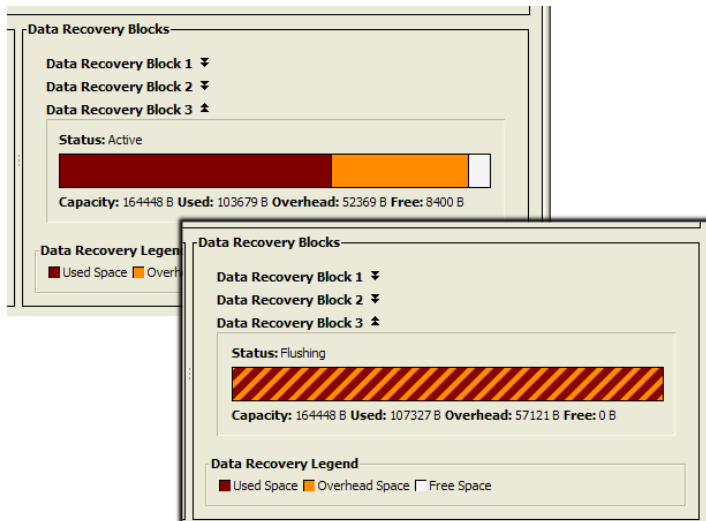 Data Recovery Blocks
Data Recovery Block 1
Data Recovery Block 2
Data Recovery Block 3
Status: Active
Capacity: 164448 B Used: 103679 B Overhead: 52369 B Free: 8400 B
Data Recovery Legen
Used Space Overh
Data Recovery Blocks
Data Recovery Block 1
Data Recovery Block 2
Data Recovery Block 3
Status: Flushing
Capacity: 164448 B Used: 107327 B Overhead: 57121 B Free: 0 B
Data Recovery Legend
Used Space Overhead Space Free Space